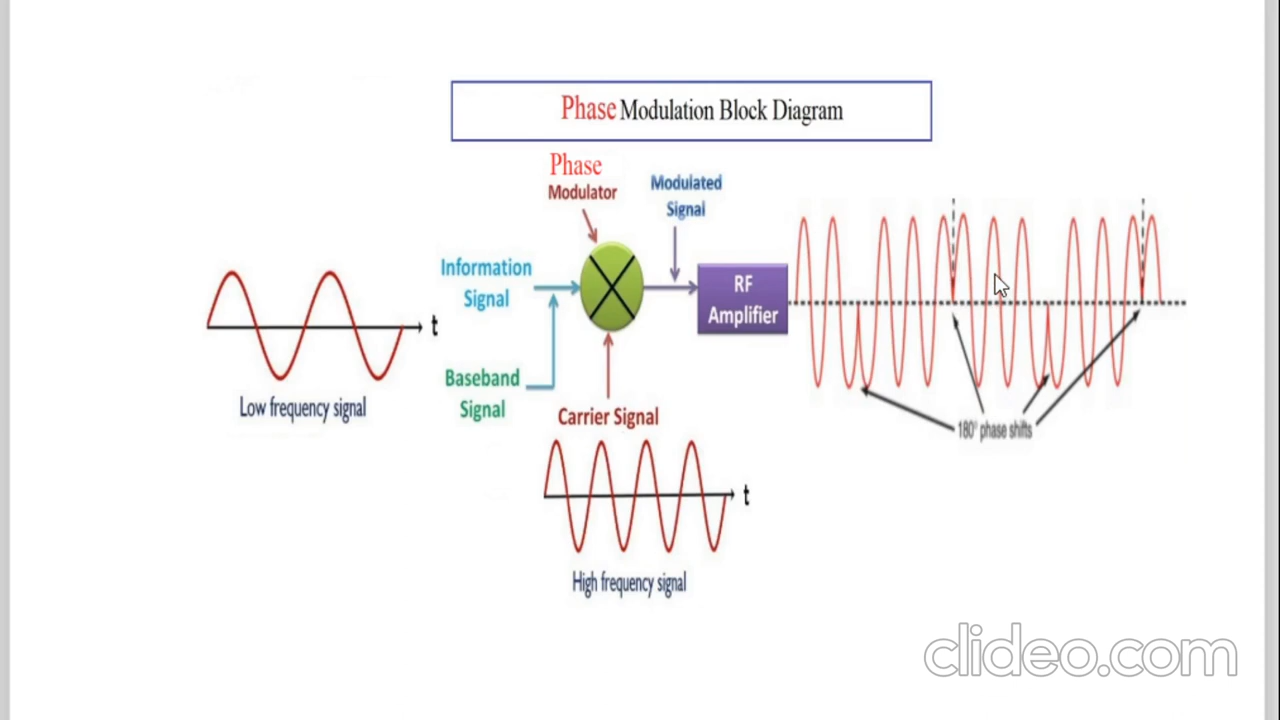 Phase Modulation Block Diagram
Phase
Modulator
Modulated
Signal
Information
Signal
RF
Amplifier
t
Baseband
Signal
Low frequency signal
Carrier Signal
180° phase shifts
t
High frequency signal
clideo.com